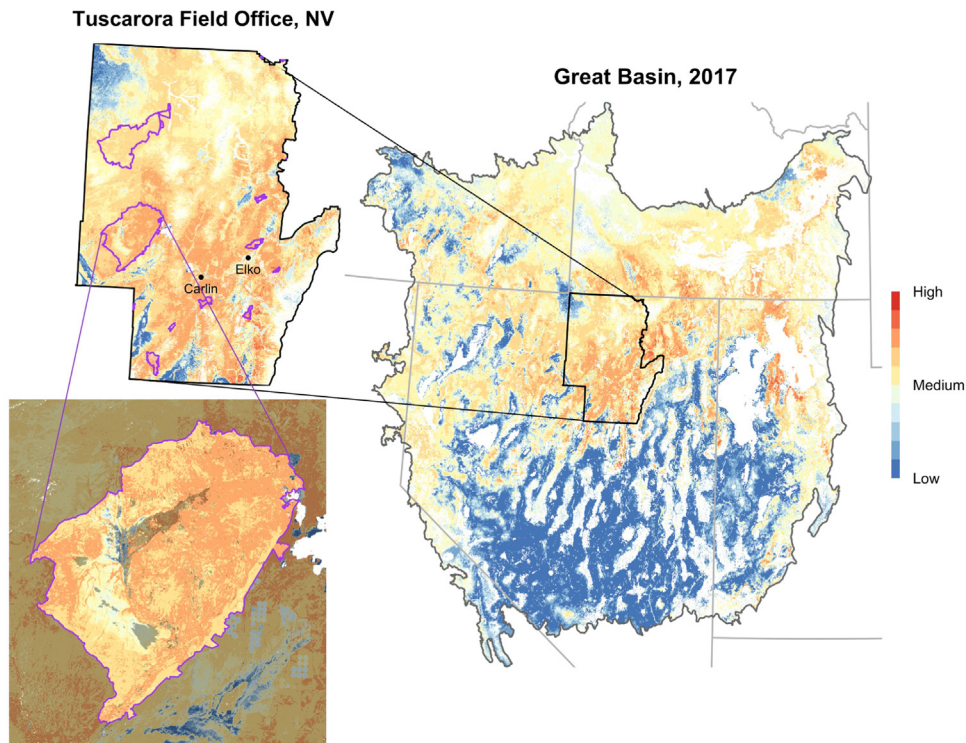 Tuscarora Field Office, NV
Great Basin, 2017
Elko
Carlin
High
Medium
Low